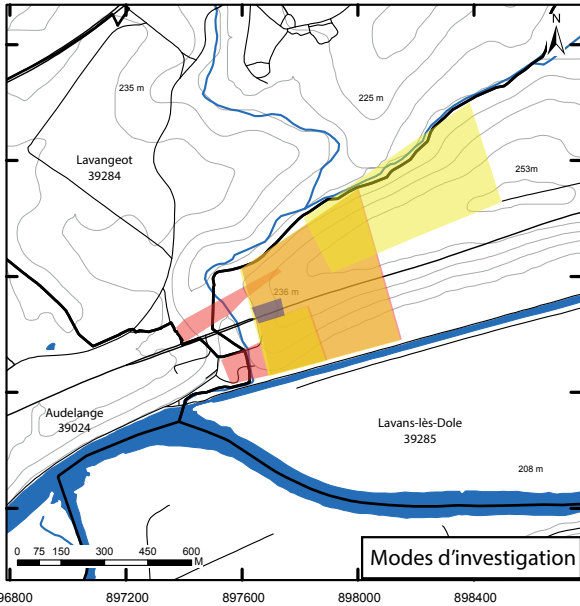 N
235 m
225 m
Lavangeot
39284
253m
236 m
Audelange
39024
Lavans-lès-Dole
39285
208 m
0 75 150 300 450 600
M
Modes d'investigation
96800 897200 897600 898000 898400